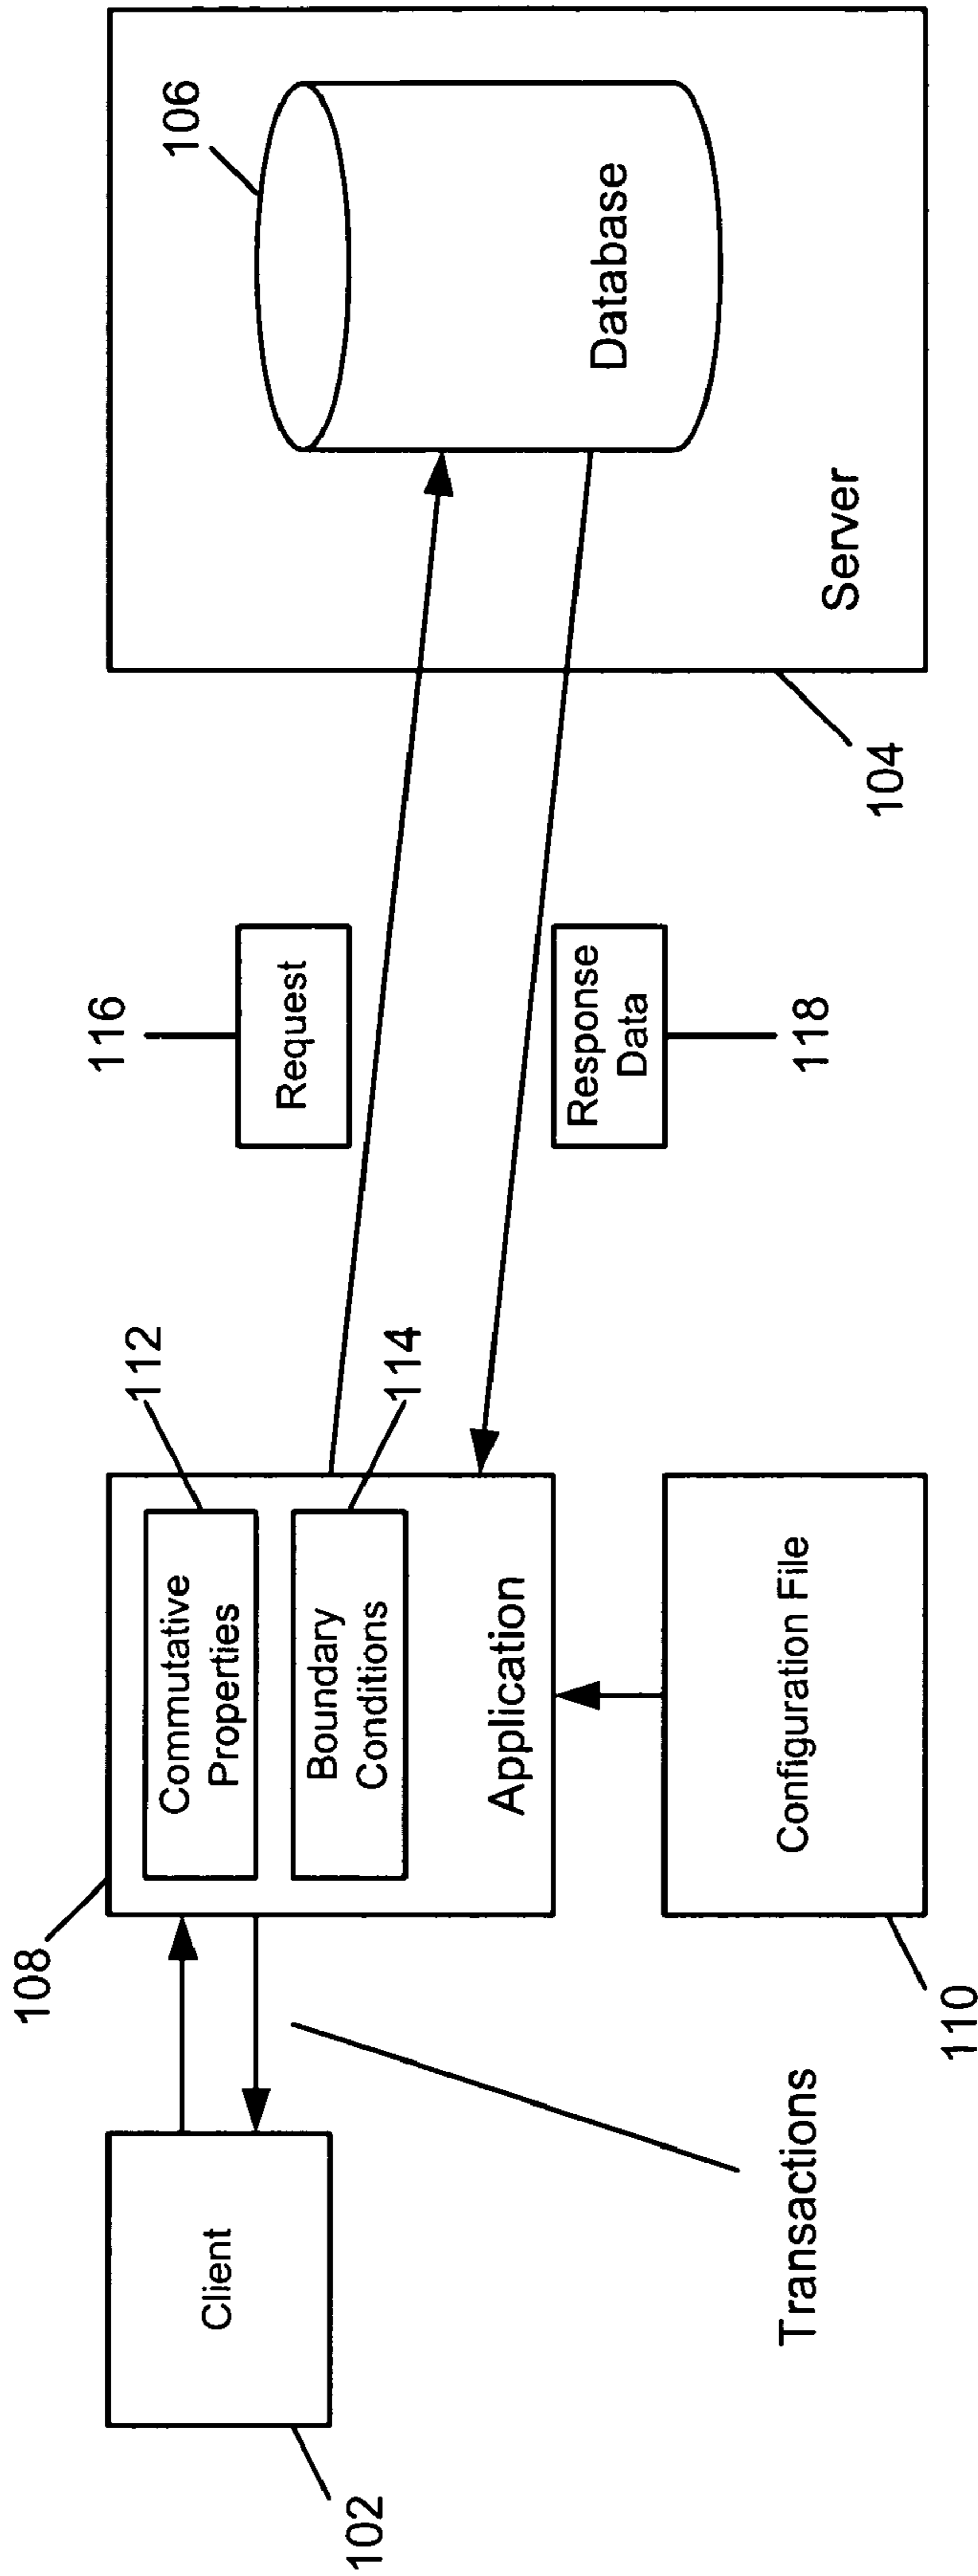 108
112
116
106
Commutative
Properties
Request
114
Boundary
Conditions
Client
Application
Response
Data
Database
102
118
Server
Transactions
Configuration File
110
104